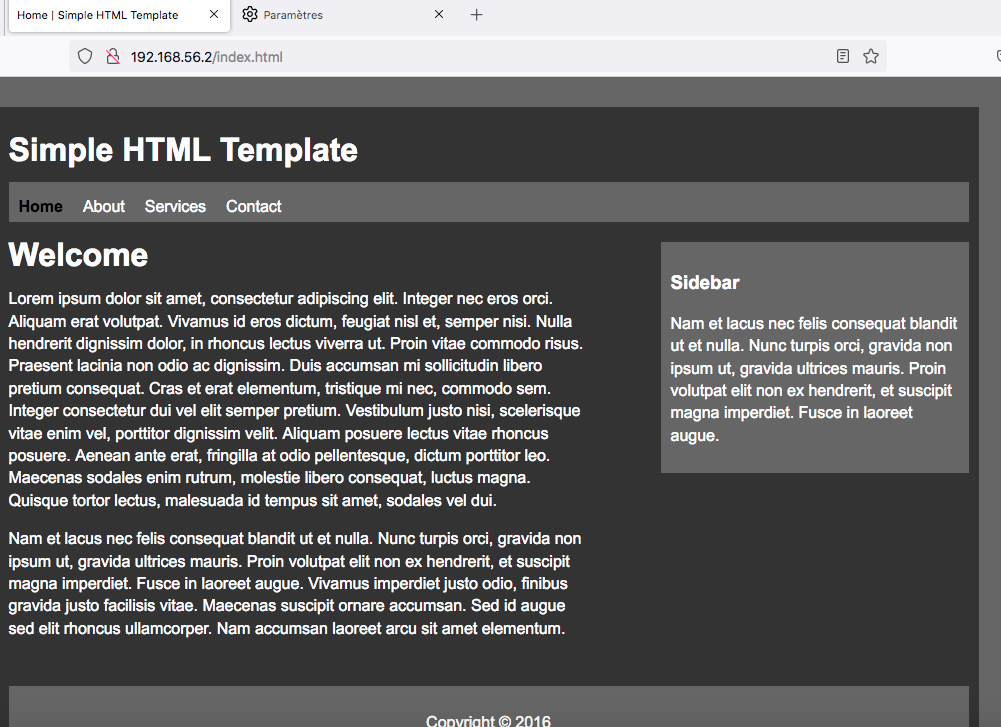 Home | Simple HTML Template
Paramètres
192.168.56.2/index.html
Simple HTML Template
Home About Services Contact
Welcome
Lorem ipsum dolor sit amet, consectetur adipiscing elit. Integer nec eros orci.
Aliquam erat volutpat. Vivamus id eros dictum, feugiat nisl et, semper nisi. Nulla
hendrerit dignissim dolor, in rhoncus lectus viverra ut. Proin vitae commodo risus.
Praesent lacinia non odio ac dignissim. Duis accumsan mi sollicitudin libero
pretium consequat. Cras et erat elementum, tristique mi nec, commodo sem.
Integer consectetur dui vel elit semper pretium. Vestibulum justo nisi, scelerisque
vitae enim vel, porttitor dignissim velit. Aliquam posuere lectus vitae rhoncus
posuere. Aenean ante erat, fringilla at odio pellentesque, dictum porttitor leo.
Maecenas sodales enim rutrum, molestie libero consequat, luctus magna.
Quisque tortor lectus, malesuada id tempus sit amet, sodales vel dui.
Nam et lacus nec felis consequat blandit ut et nulla. Nunc turpis orci, gravida non
ipsum ut, gravida ultrices mauris. Proin volutpat elit non ex hendrerit, et suscipit
magna imperdiet. Fusce in laoreet augue. Vivamus imperdiet justo odio, finibus
gravida justo facilisis vitae. Maecenas suscipit ornare accumsan. Sed id augue
sed elit rhoncus ullamcorper. Nam accumsan laoreet arcu sit amet elementum.
Sidebar
Nam et lacus nec felis consequat blandit
ut et nulla. Nunc turpis orci, gravida non
ipsum ut, gravida ultrices mauris. Proin
volutpat elit non ex hendrerit, et suscipit
magna imperdiet. Fusce in laoreet
augue.
Copyright © 2016